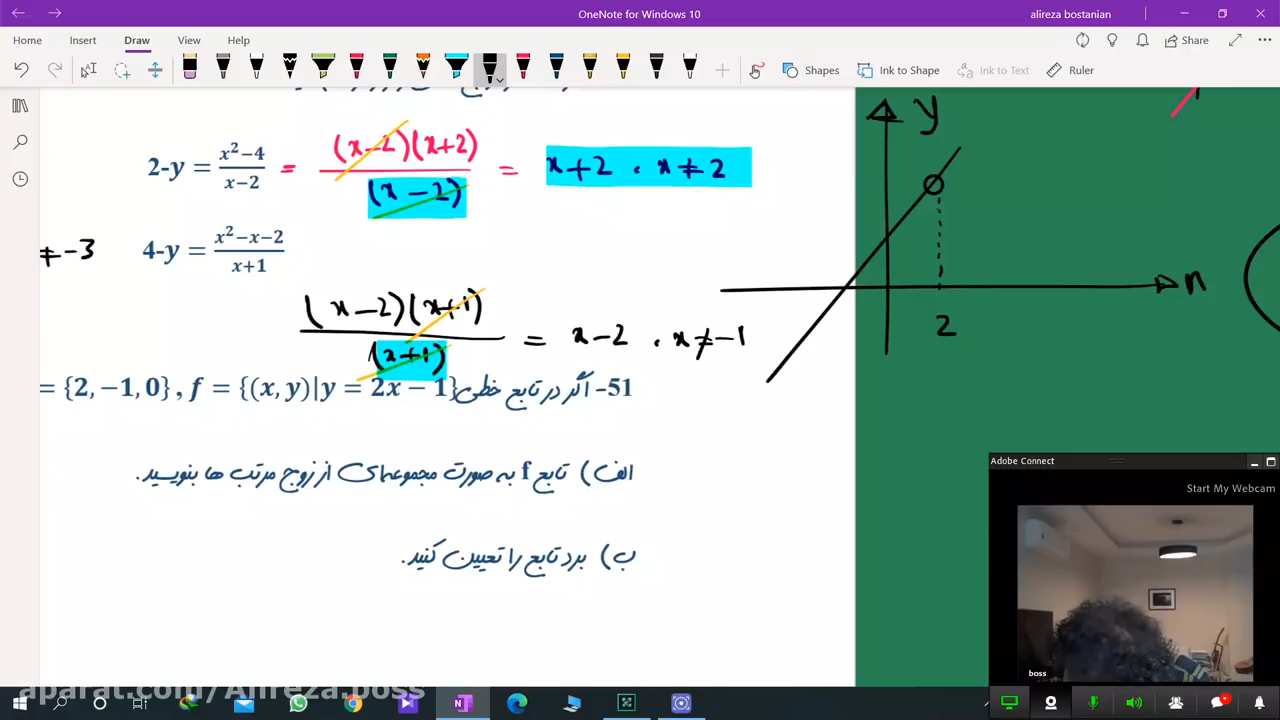 OneNote for Windows 10
alireza bostanian
Home Insert Draw View Help
Share
Shapes Ink to Shape Ink to Text Ruler
y
2-y = x²−4 / x−2 = (x−2)(x+2) / (x−2) = x+2 , x≠2
≠-3 4-y = x²−x−2 / x+1
n
2
(x−2)(x+1) / (x+1) = x−2 , x≠−1
51- اگر در تابع خطی = {2, −1, 0} , f = {(x, y)|y = 2x − 1}
الف) تابع f به صورت مجموعه‌ای از زوج مرتب ها بنویسید.
ب) برد تابع را تعیین کنید.
Adobe Connect
Start My Webcam
boss
aparat.com/Alireza.boss